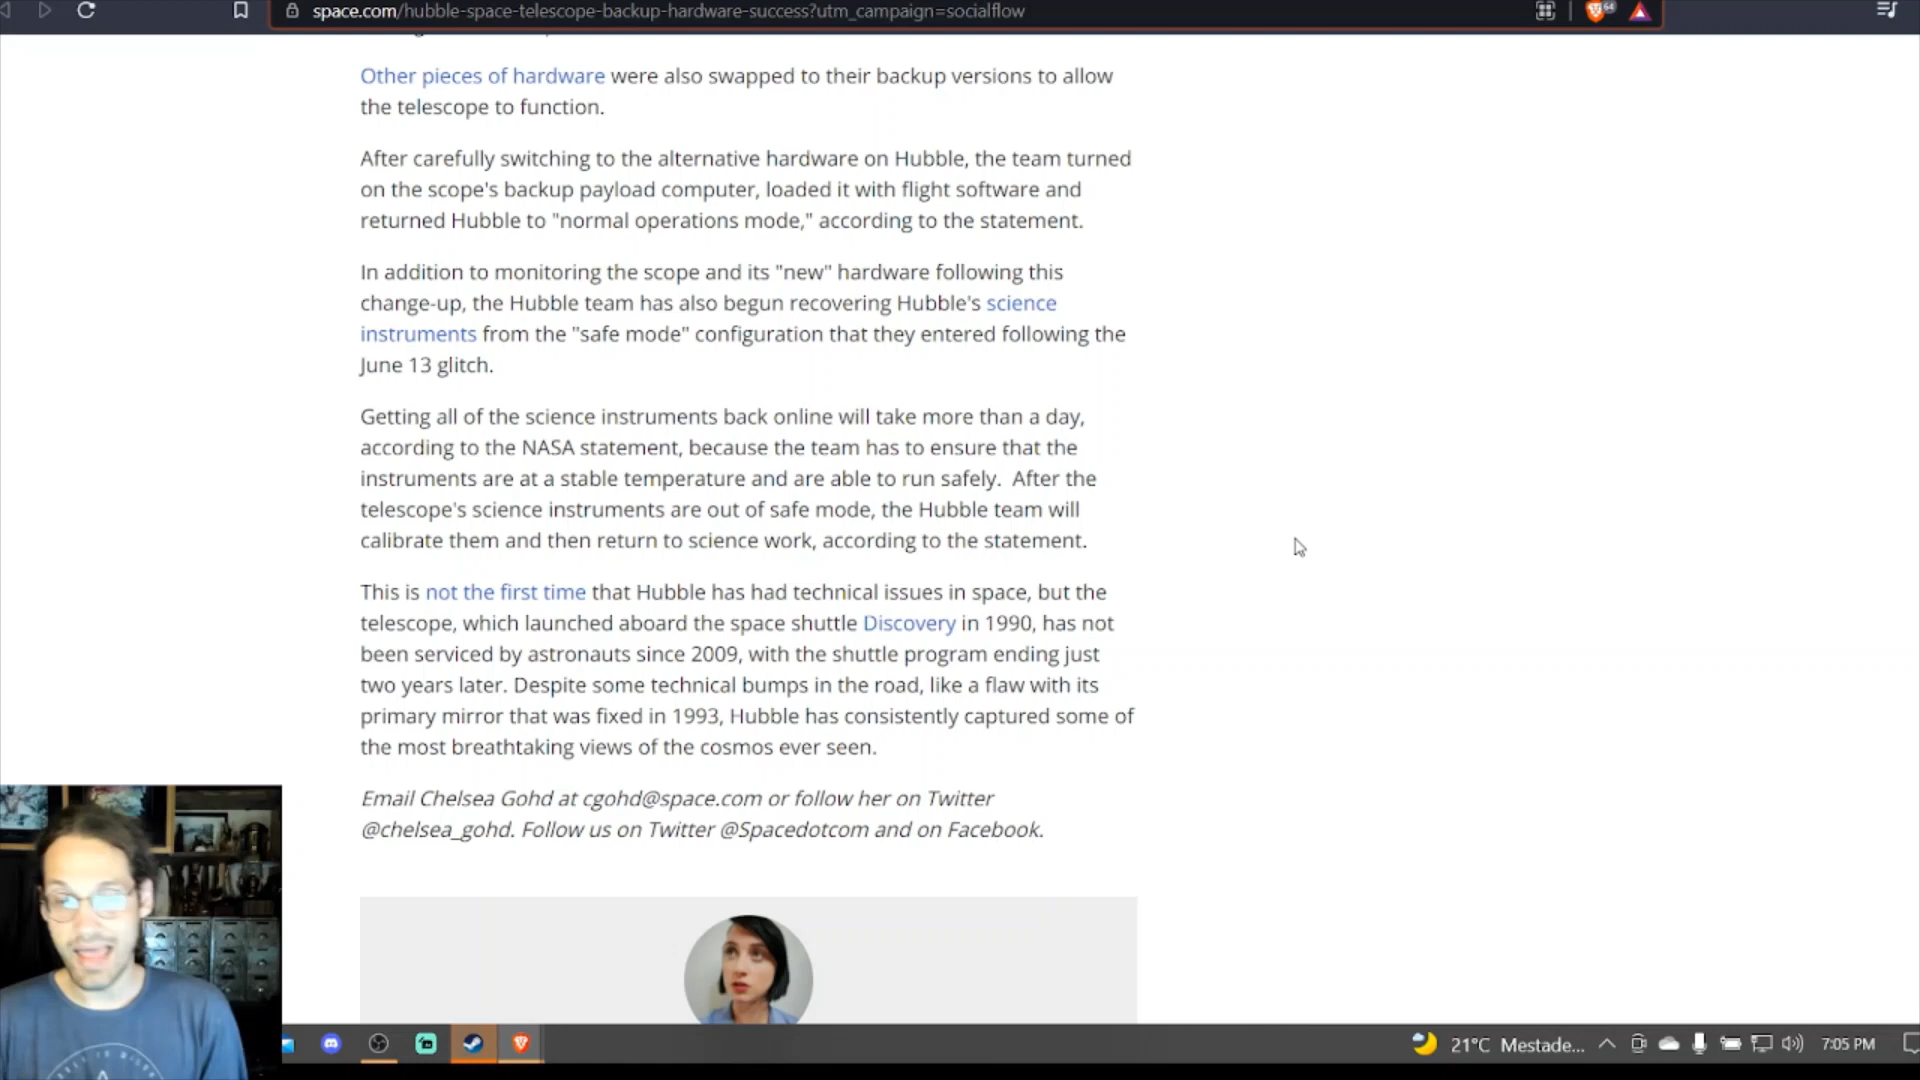 space.com/hubble-space-telescope-backup-hardware-success?utm_campaign=socialflow
Other pieces of hardware were also swapped to their backup versions to allow
the telescope to function.
After carefully switching to the alternative hardware on Hubble, the team turned
on the scope's backup payload computer, loaded it with flight software and
returned Hubble to "normal operations mode," according to the statement.
In addition to monitoring the scope and its "new" hardware following this
change-up, the Hubble team has also begun recovering Hubble's science
instruments from the "safe mode" configuration that they entered following the
June 13 glitch.
Getting all of the science instruments back online will take more than a day,
according to the NASA statement, because the team has to ensure that the
instruments are at a stable temperature and are able to run safely.  After the
telescope's science instruments are out of safe mode, the Hubble team will
calibrate them and then return to science work, according to the statement.
This is not the first time that Hubble has had technical issues in space, but the
telescope, which launched aboard the space shuttle Discovery in 1990, has not
been serviced by astronauts since 2009, with the shuttle program ending just
two years later. Despite some technical bumps in the road, like a flaw with its
primary mirror that was fixed in 1993, Hubble has consistently captured some of
the most breathtaking views of the cosmos ever seen.
Email Chelsea Gohd at cgohd@space.com or follow her on Twitter
@chelsea_gohd. Follow us on Twitter @Spacedotcom and on Facebook.
21°C Mestade... 7:05 PM